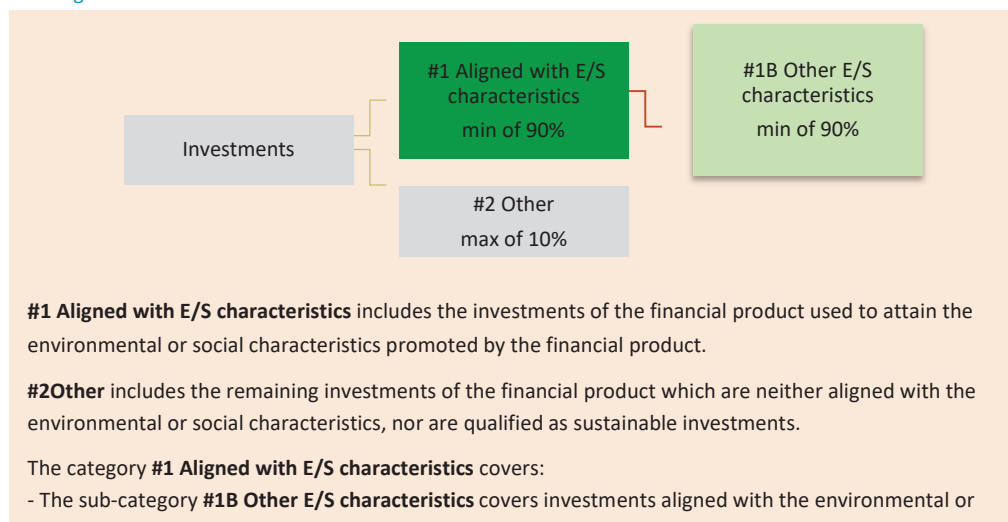 #1 Aligned with E/S
characteristics
min of 90%
#1B Other E/S
characteristics
min of 90%
Investments
#2 Other
max of 10%
#1 Aligned with E/S characteristics includes the investments of the financial product used to attain the
environmental or social characteristics promoted by the financial product.
#2Other includes the remaining investments of the financial product which are neither aligned with the
environmental or social characteristics, nor are qualified as sustainable investments.
The category #1 Aligned with E/S characteristics covers:
- The sub-category #1B Other E/S characteristics covers investments aligned with the environmental or